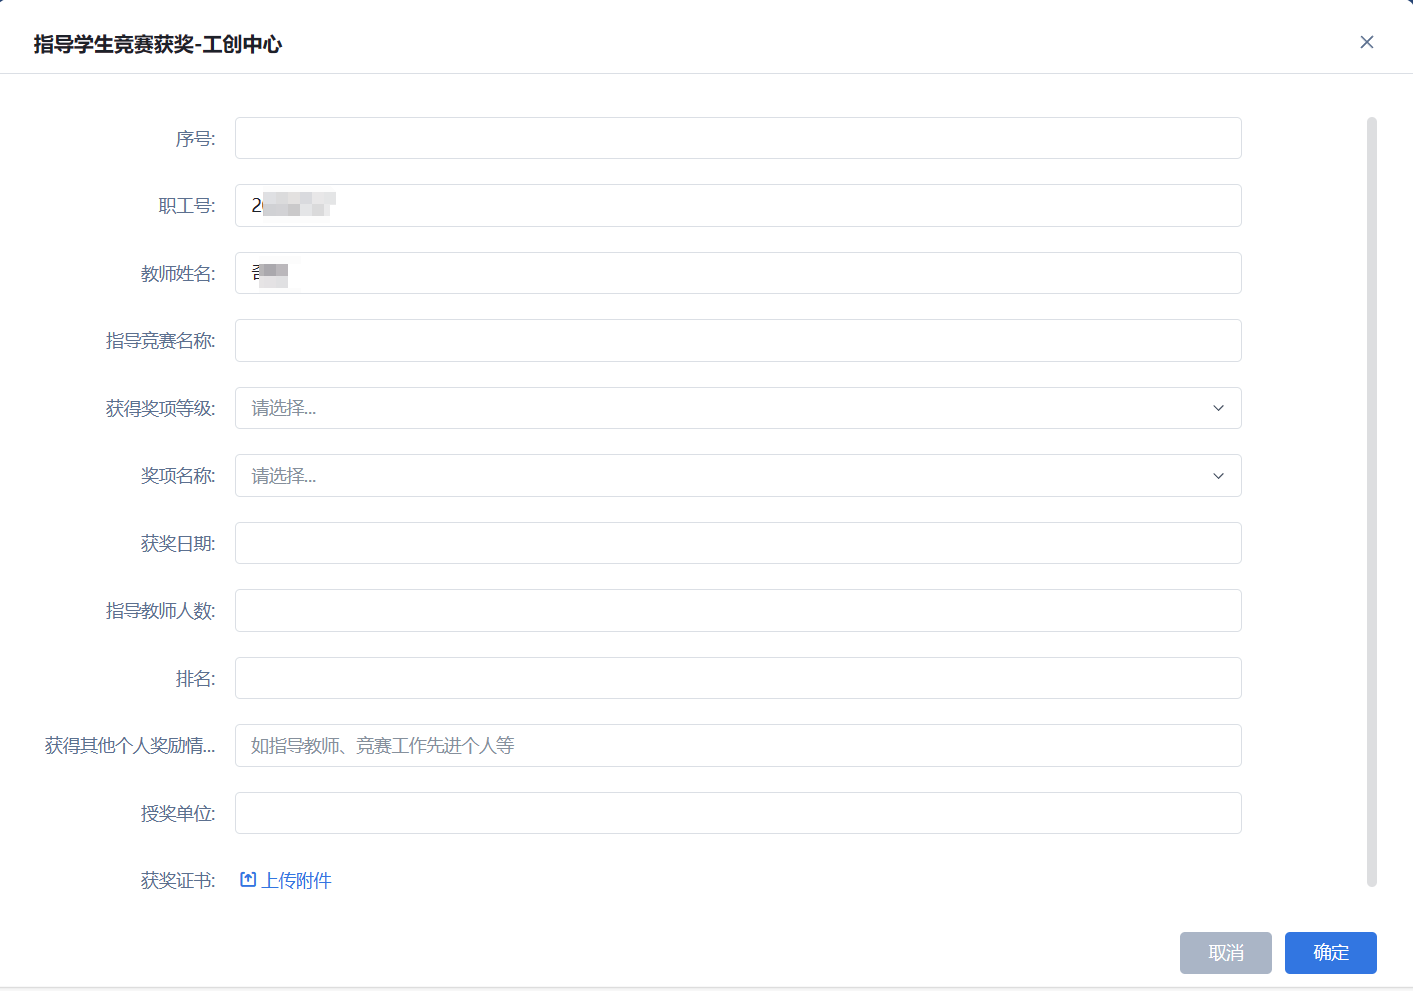 指导学生竞赛获奖-工创中心
序号:
职工号:
2
教师姓名:
指导竞赛名称:
获得奖项等级:
请选择...
奖项名称:
请选择...
获奖日期:
指导教师人数:
排名:
获得其他个人奖励情...
如指导教师、竞赛工作先进个人等
授奖单位:
获奖证书:
上传附件
取消
确定